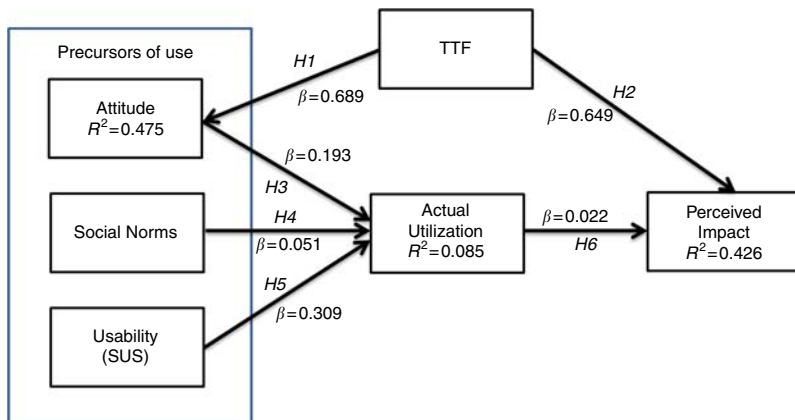 Precursors of use
TTF
H1
β=0.689
H2
β=0.649
Attitude
R²=0.475
β=0.193
H3
Social Norms
H4
β=0.051
Actual
Utilization
R²=0.085
β=0.022
H6
Perceived
Impact
R²=0.426
H5
β=0.309
Usability
(SUS)